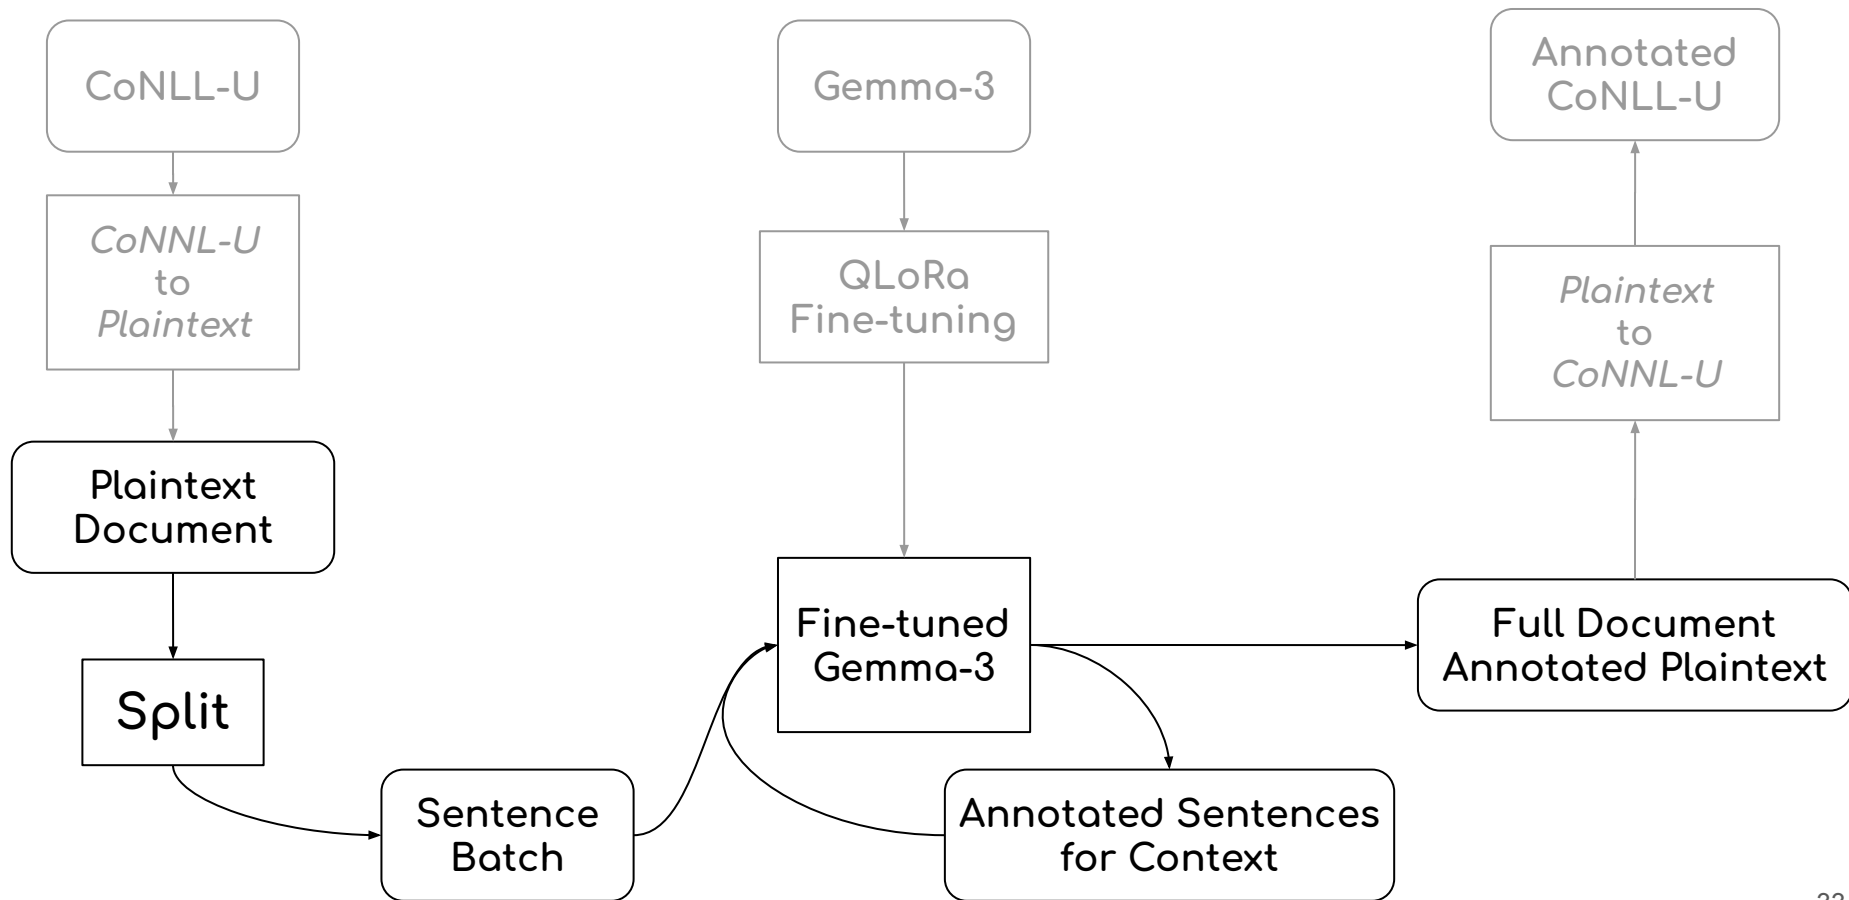 CoNLL-U
CoNNL-U
to
Plaintext
Plaintext
Document
Split
Sentence
Batch
Gemma-3
QLoRa
Fine-tuning
Fine-tuned
Gemma-3
Annotated Sentences
for Context
Full Document
Annotated Plaintext
Plaintext
to
CoNNL-U
Annotated
CoNLL-U